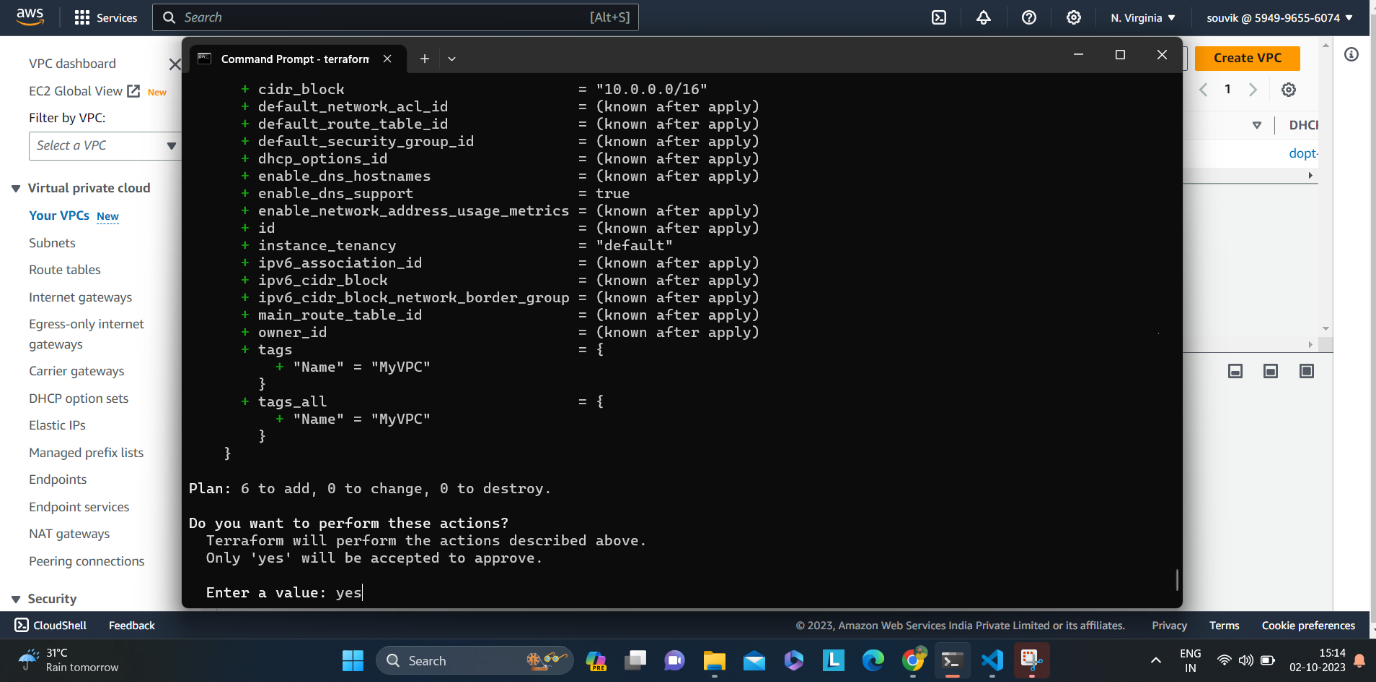 aws
Services
Search
[Alt+S]
N. Virginia
souvik @ 5949-9655-6074
VPC dashboard
EC2 Global View New
Filter by VPC:
Select a VPC
Virtual private cloud
Your VPCs New
Subnets
Route tables
Internet gateways
Egress-only internet
gateways
Carrier gateways
DHCP option sets
Elastic IPs
Managed prefix lists
Endpoints
Endpoint services
NAT gateways
Peering connections
Security
Command Prompt - terraform
+ cidr_block = "10.0.0.0/16"
+ default_network_acl_id = (known after apply)
+ default_route_table_id = (known after apply)
+ default_security_group_id = (known after apply)
+ dhcp_options_id = (known after apply)
+ enable_dns_hostnames = (known after apply)
+ enable_dns_support = true
+ enable_network_address_usage_metrics = (known after apply)
+ id = (known after apply)
+ instance_tenancy = "default"
+ ipv6_association_id = (known after apply)
+ ipv6_cidr_block = (known after apply)
+ ipv6_cidr_block_network_border_group = (known after apply)
+ main_route_table_id = (known after apply)
+ owner_id = (known after apply)
+ tags = {
+ "Name" = "MyVPC"
}
+ tags_all = {
+ "Name" = "MyVPC"
}
}
Plan: 6 to add, 0 to change, 0 to destroy.
Do you want to perform these actions?
Terraform will perform the actions described above.
Only 'yes' will be accepted to approve.
Enter a value: yes
Create VPC
1
DHCP
dopt-
CloudShell
Feedback
© 2023, Amazon Web Services India Private Limited or its affiliates.
Privacy
Terms
Cookie preferences
31°C
Rain tomorrow
Search
PRE
L
ENG
IN
15:14
02-10-2023